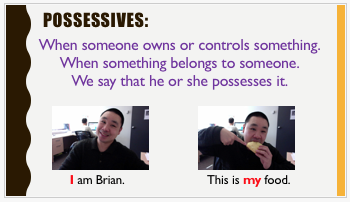 POSSESSIVES:
When someone owns or controls something.
When something belongs to someone.
We say that he or she possesses it.
I am Brian.
This is my food.